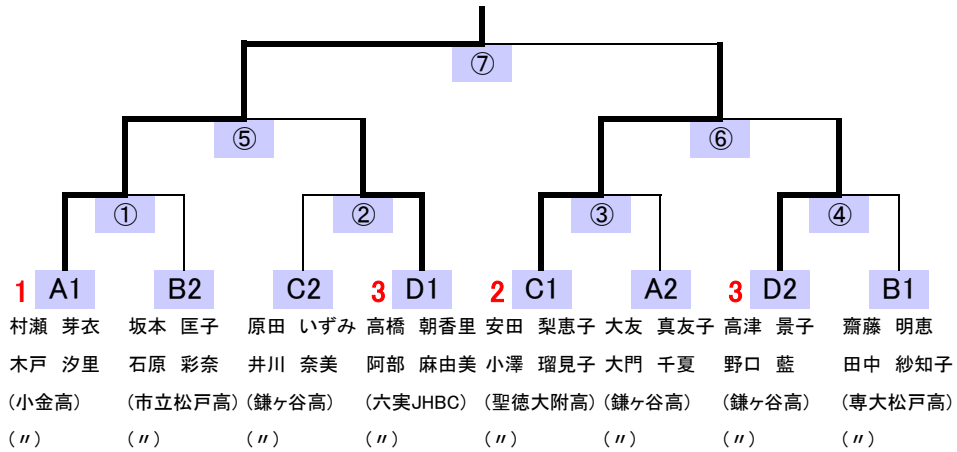 ⑦
⑤ ⑥
① ② ③ ④
1 A1 B2 C2 3 D1 2 C1 A2 3 D2 B1
村瀬 芽衣 坂本 匡子 原田 いずみ 高橋 朝香里 安田 梨恵子 大友 真友子 高津 景子 齋藤 明恵
木戸 汐里 石原 彩奈 井川 奈美 阿部 麻由美 小澤 瑠見子 大門 千夏 野口 藍 田中 紗知子
(小金高) (市立松戸高) (鎌ヶ谷高) (六実JHBC) (聖徳大附高) (鎌ヶ谷高) (鎌ヶ谷高) (専大松戸高)
(〃) (〃) (〃) (〃) (〃) (〃) (〃) (〃)